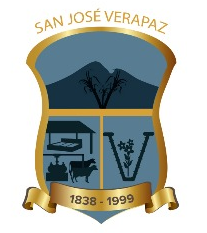 SAN JOSÉ VERAPAZ
V
1838 - 1999